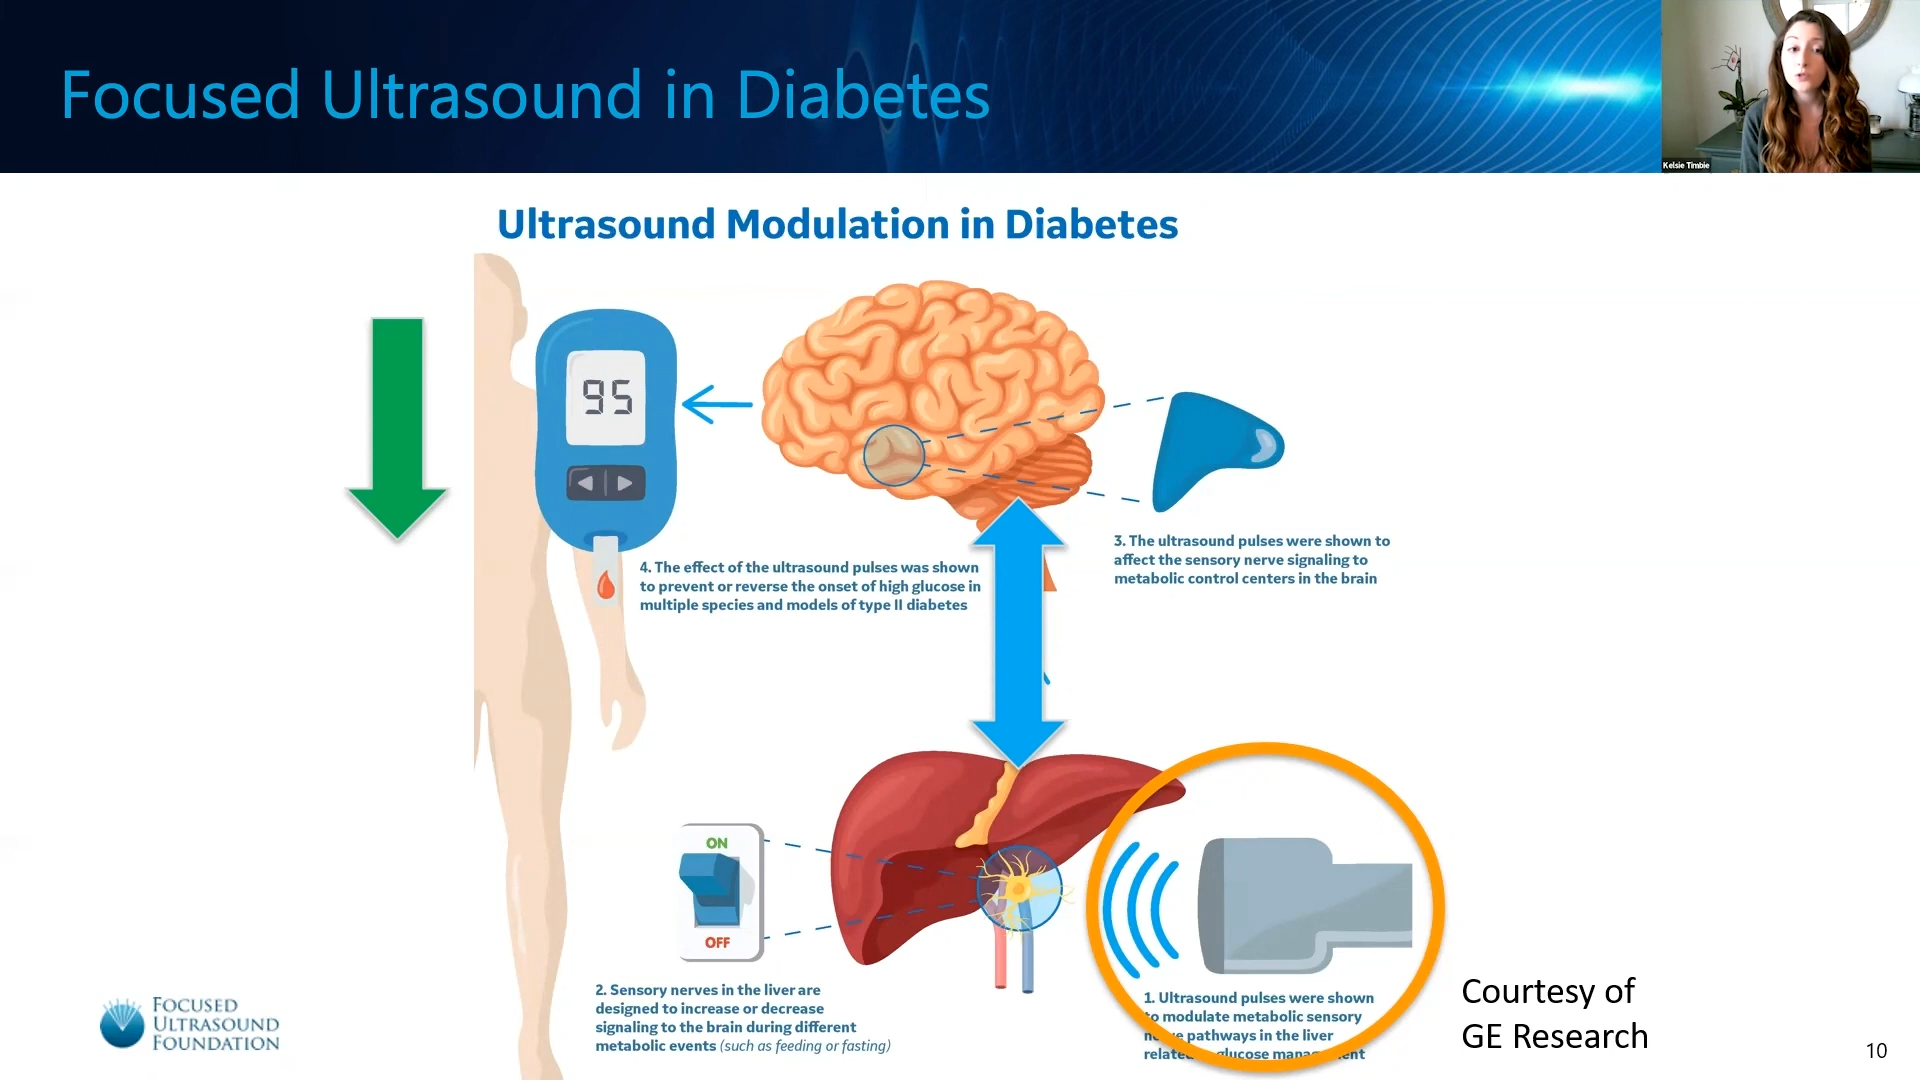 Focused Ultrasound in Diabetes
Kelsie Timbie
Ultrasound Modulation in Diabetes
95
3. The ultrasound pulses were shown to
affect the sensory nerve signaling to
metabolic control centers in the brain
4. The effect of the ultrasound pulses was shown
to prevent or reverse the onset of high glucose in
multiple species and models of type II diabetes
ON
OFF
2. Sensory nerves in the liver are
designed to increase or decrease
signaling to the brain during different
metabolic events (such as feeding or fasting)
1. Ultrasound pulses were shown
to modulate metabolic sensory
nerve pathways in the liver
related glucose management
Courtesy of
GE Research
FOCUSED
ULTRASOUND
FOUNDATION
10